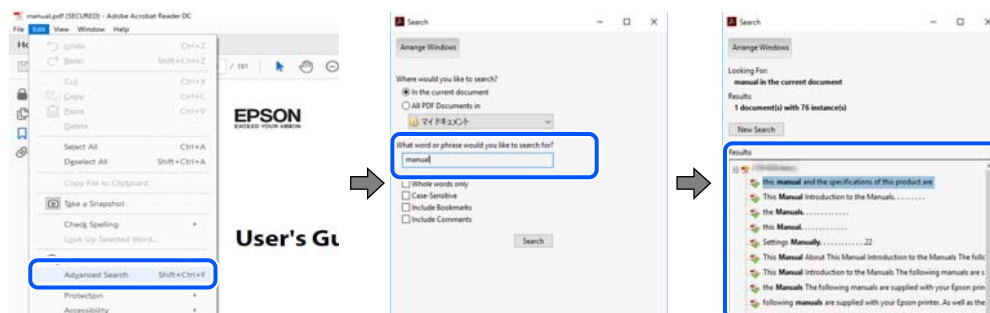 manual.pdf (SECURED) - Adobe Acrobat Reader DC
File Edit View Window Help
Undo Ctrl+Z
Redo Shift+Ctrl+Z
Cut Ctrl+X
Copy Ctrl+C
Paste Ctrl+V
Delete
Select All Ctrl+A
Deselect All Shift+Ctrl+A
Copy File to Clipboard
Take a Snapshot
Check Spelling
Look Up Selected Word...
Advanced Search Shift+Ctrl+F
Protection
Accessibility
/ 191
EPSON
EXCEED YOUR VISION
User's Gu
Search
Arrange Windows
Where would you like to search?
In the current document
All PDF Documents in
マイ ドキュメント
What word or phrase would you like to search for?
manual
Whole words only
Case-Sensitive
Include Bookmarks
Include Comments
Search
Search
Arrange Windows
Looking For:
manual in the current document
Results:
1 document(s) with 76 instance(s)
New Search
Results:
this manual and the specifications of this product are
This Manual Introduction to the Manuals.........
the Manuals............
this Manual............
Settings Manually............22
This Manual About This Manual Introduction to the Manuals The follo
This Manual Introduction to the Manuals The following manuals are s
the Manuals The following manuals are supplied with your Epson prin
following manuals are supplied with your Epson printer. As well as the